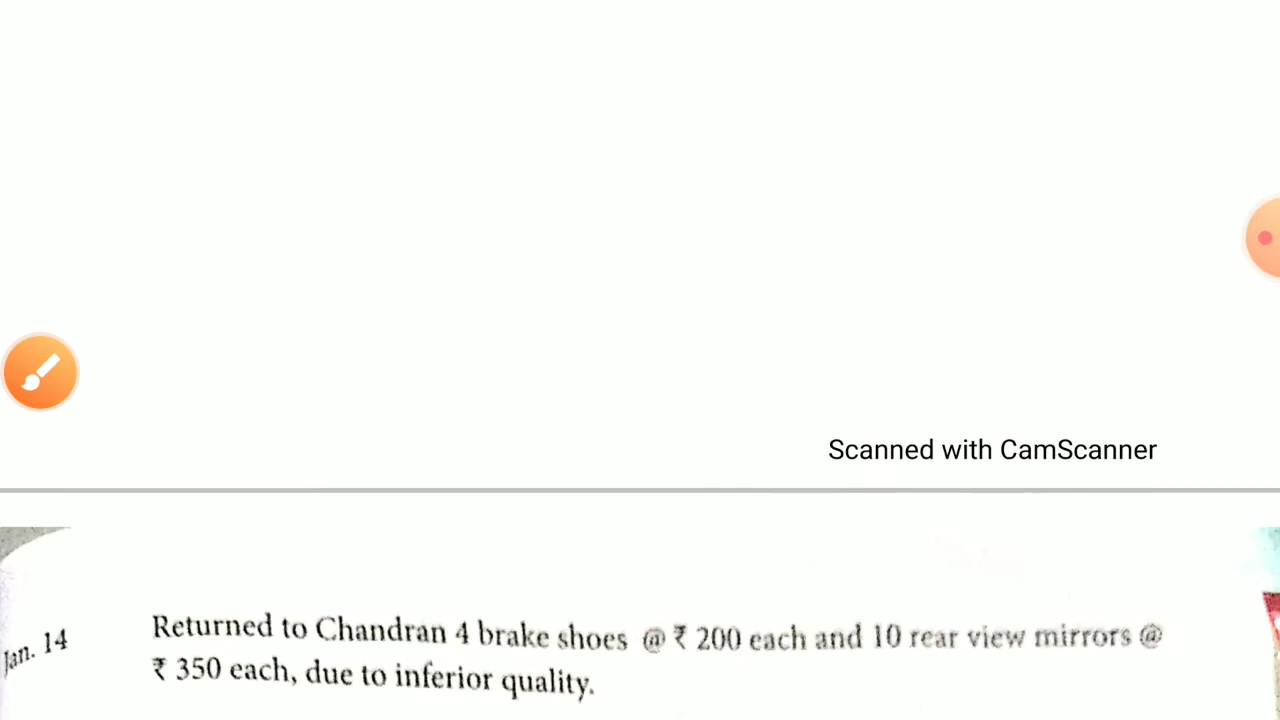 Scanned with CamScanner
Jan. 14
Returned to Chandran 4 brake shoes @ ₹ 200 each and 10 rear view mirrors @
₹ 350 each, due to inferior quality.